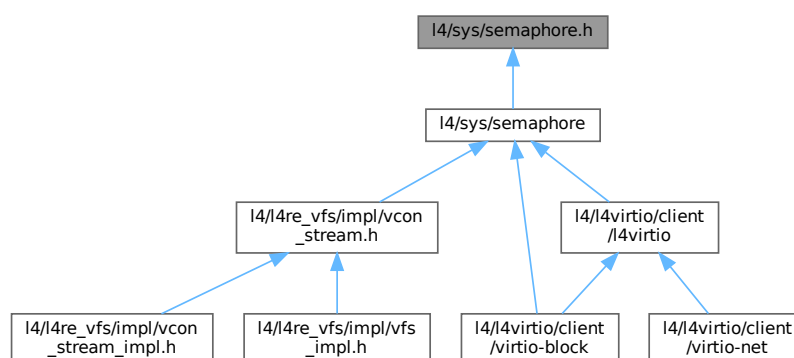 l4/sys/semaphore.h
l4/sys/semaphore
l4/l4re_vfs/impl/vcon
_stream.h
l4/l4virtio/client
/l4virtio
l4/l4re_vfs/impl/vcon
_stream_impl.h
l4/l4re_vfs/impl/vfs
_impl.h
l4/l4virtio/client
/virtio-block
l4/l4virtio/client
/virtio-net